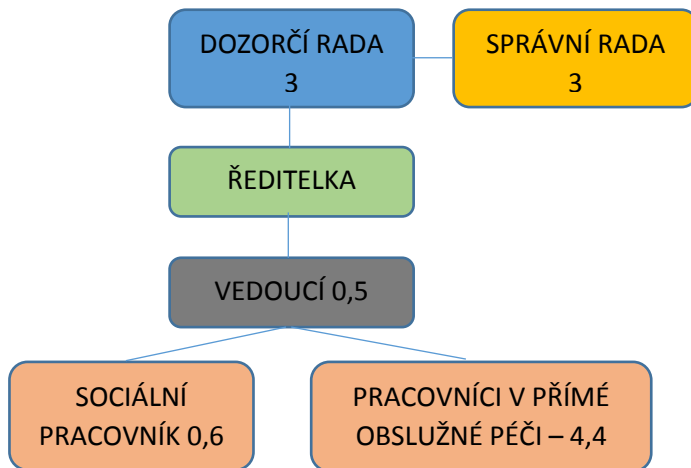 DOZORČÍ RADA
3
SPRÁVNÍ RADA
3
ŘEDITELKA
VEDOUCÍ 0,5
SOCIÁLNÍ
PRACOVNÍK 0,6
PRACOVNÍCI V PŘÍMÉ
OBSLUŽNÉ PÉČI – 4,4